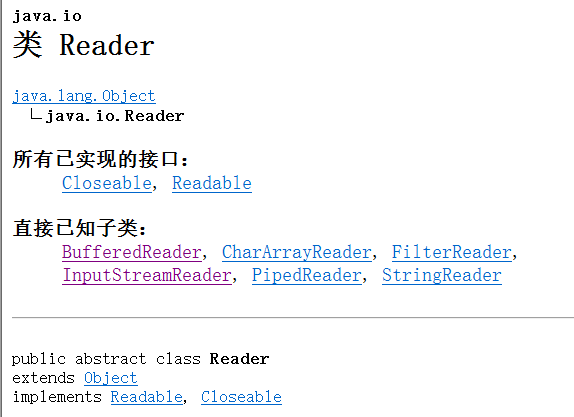 java.io
类 Reader
java.lang.Object
java.io.Reader
所有已实现的接口:
Closeable, Readable
直接已知子类:
BufferedReader, CharArrayReader, FilterReader,
InputStreamReader, PipedReader, StringReader
public abstract class Reader
extends Object
implements Readable, Closeable